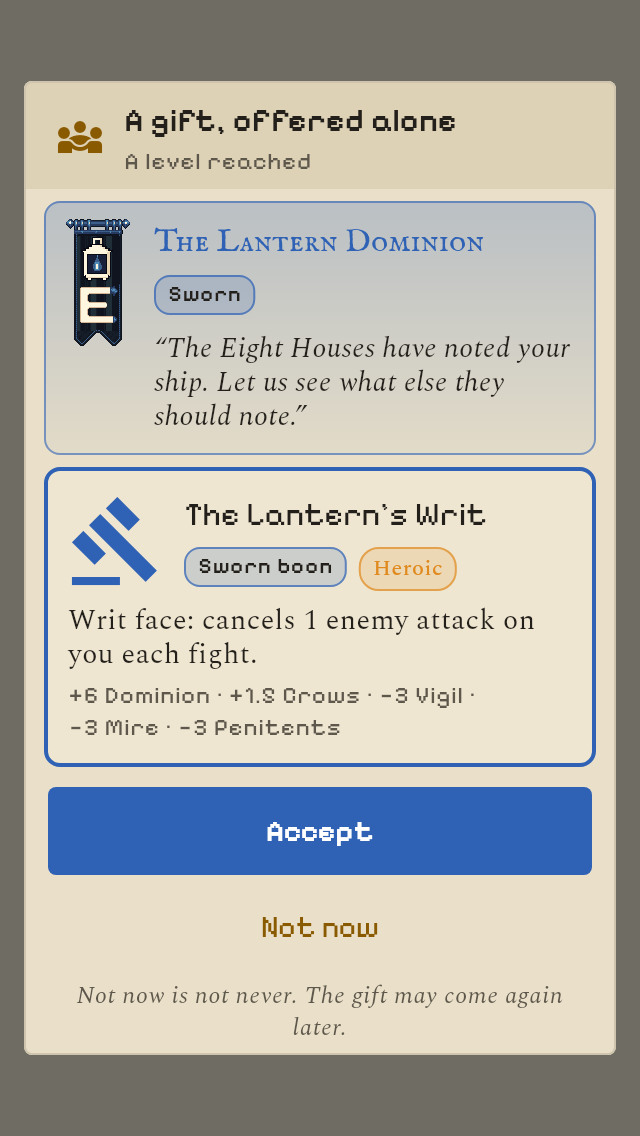 A gift, offered alone
A level reached
E
The Lantern Dominion
Sworn
“The Eight Houses have noted your
ship. Let us see what else they
should note.”
The Lantern's Writ
Sworn boon
Heroic
Writ face: cancels 1 enemy attack on
you each fight.
+6 Dominion · +1.8 Crows · -3 Vigil ·
-3 Mire · -3 Penitents
Accept
Not now
Not now is not never. The gift may come again
later.